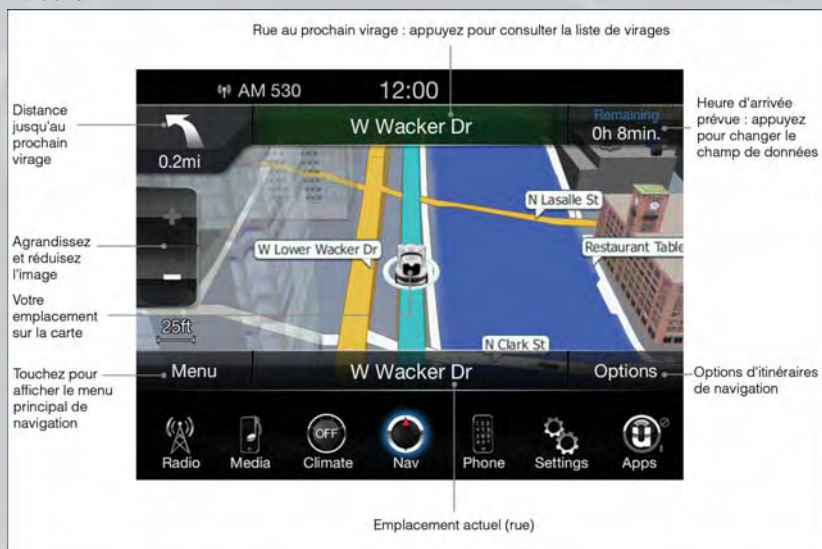 Rue au prochain virage : appuyez pour consulter la liste de virages
Distance
jusqu'au
prochain
virage
AM 530
12:00
W Wacker Dr
Remaining
0h 8min.
Heure d'arrivée
prévue : appuyez
pour changer le
champ de données
0.2mi
N Lasalle St
Agrandissez
et réduisez
l'image
+
−
W Lower Wacker Dr
Restaurant Table
Votre
emplacement
sur la carte
25ft
N Clark St
Touchez pour
afficher le menu
principal de
navigation
Menu
W Wacker Dr
Options
Options d'itinéraires
de navigation
OFF
Radio
Media
Climate
Nav
Phone
Settings
Apps
Emplacement actuel (rue)